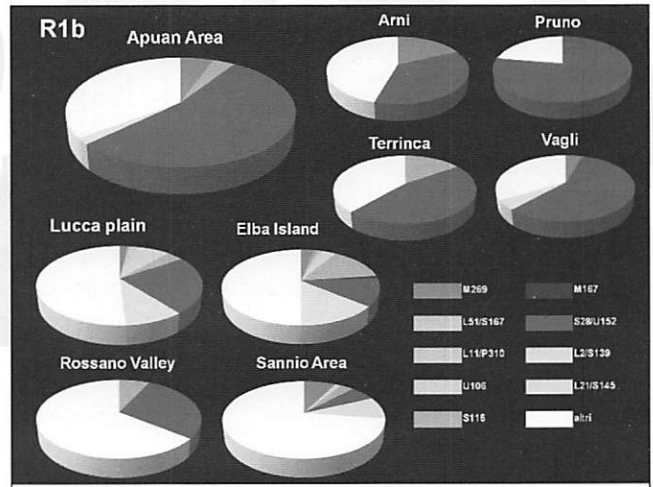 R1b
Apuan Area
Arni
Pruno
Terrinca
Vagli
Lucca plain
Elba Island
Rossano Valley
Sannio Area
M269
M167
L51/S167
S28/U152
L11/P310
L2/S139
U106
L21/S145
S116
altri